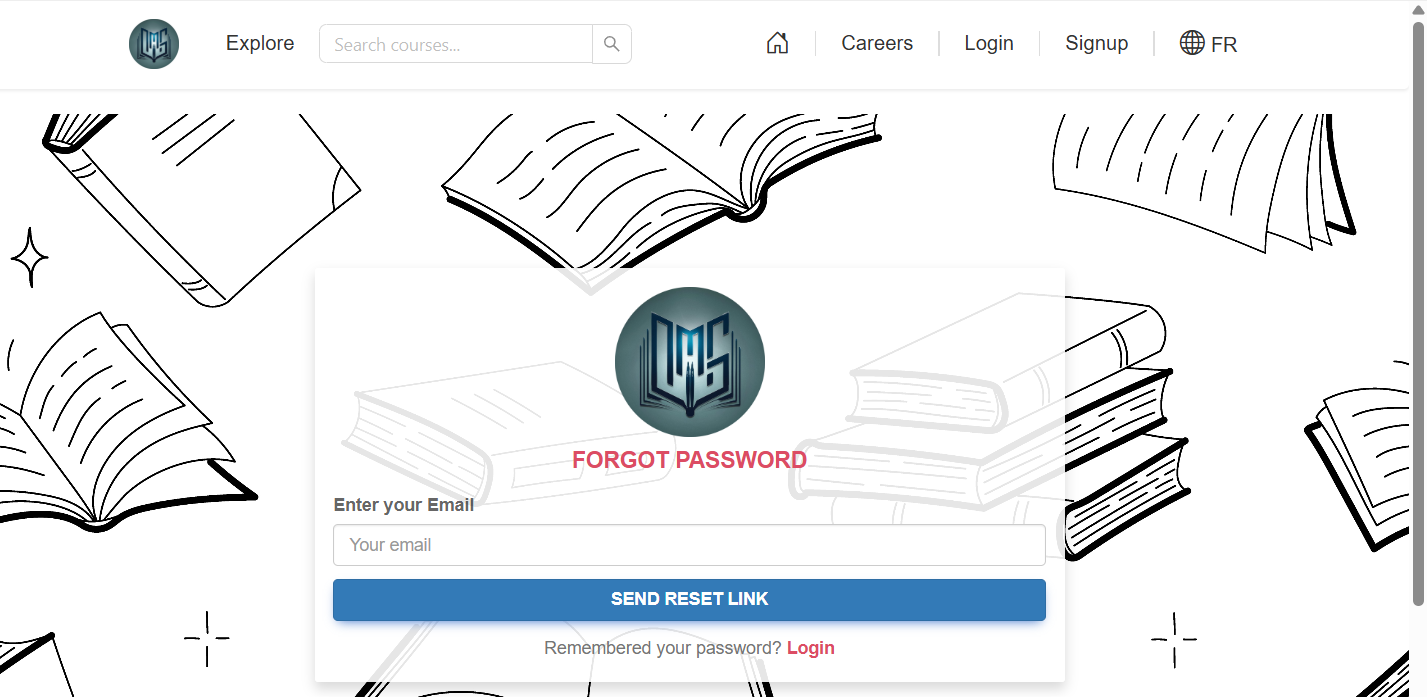 Explore Search courses... Careers Login Signup FR
FORGOT PASSWORD
Enter your Email
Your email
SEND RESET LINK
Remembered your password? Login